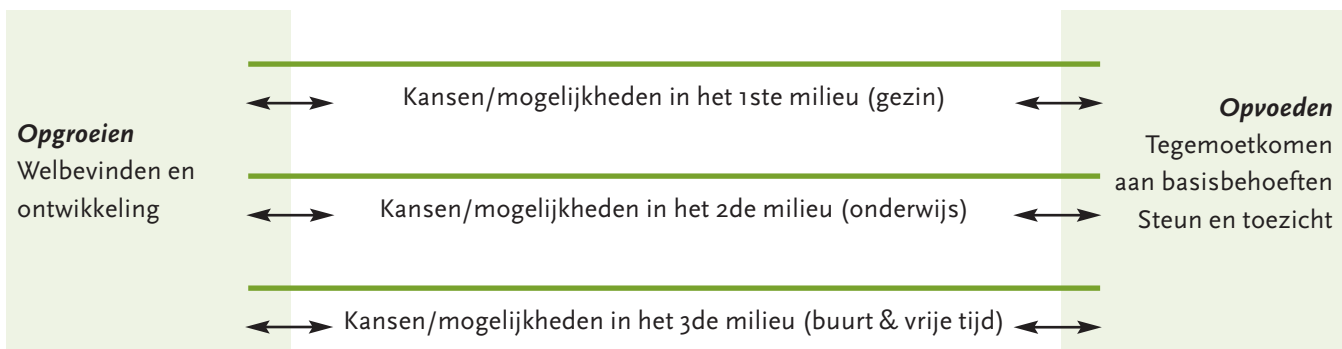 Kansen/mogelijkheden in het 1ste milieu (gezin)
Opgroeien
Welbevinden en
ontwikkeling
Kansen/mogelijkheden in het 2de milieu (onderwijs)
Kansen/mogelijkheden in het 3de milieu (buurt & vrije tijd)
Opvoeden
Tegemoetkomen
aan basisbehoeften
Steun en toezicht